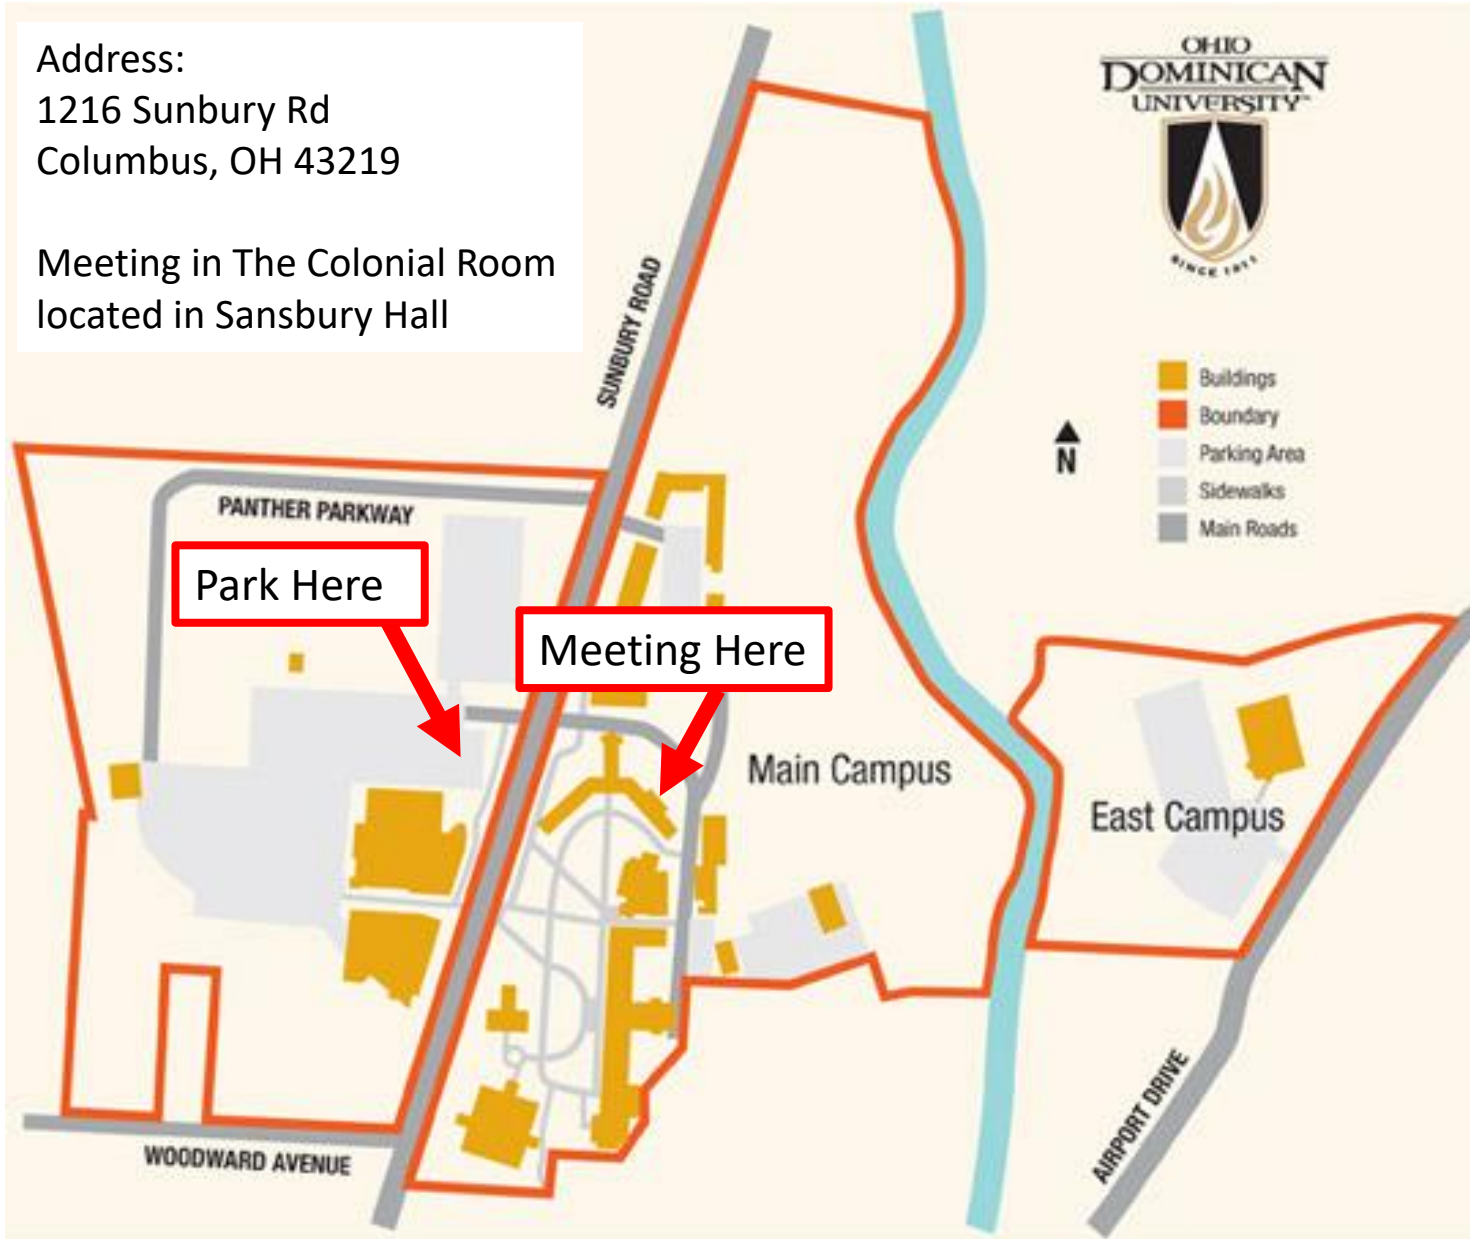 Address:
1216 Sunbury Rd
Columbus, OH 43219
Meeting in The Colonial Room
located in Sansbury Hall
OHIO
DOMINICAN
UNIVERSITY
SINCE 1911
SUNBURY ROAD
Buildings
Boundary
Parking Area
Sidewalks
Main Roads
N
PANTHER PARKWAY
Park Here
Meeting Here
Main Campus
East Campus
AIRPORT DRIVE
WOODWARD AVENUE